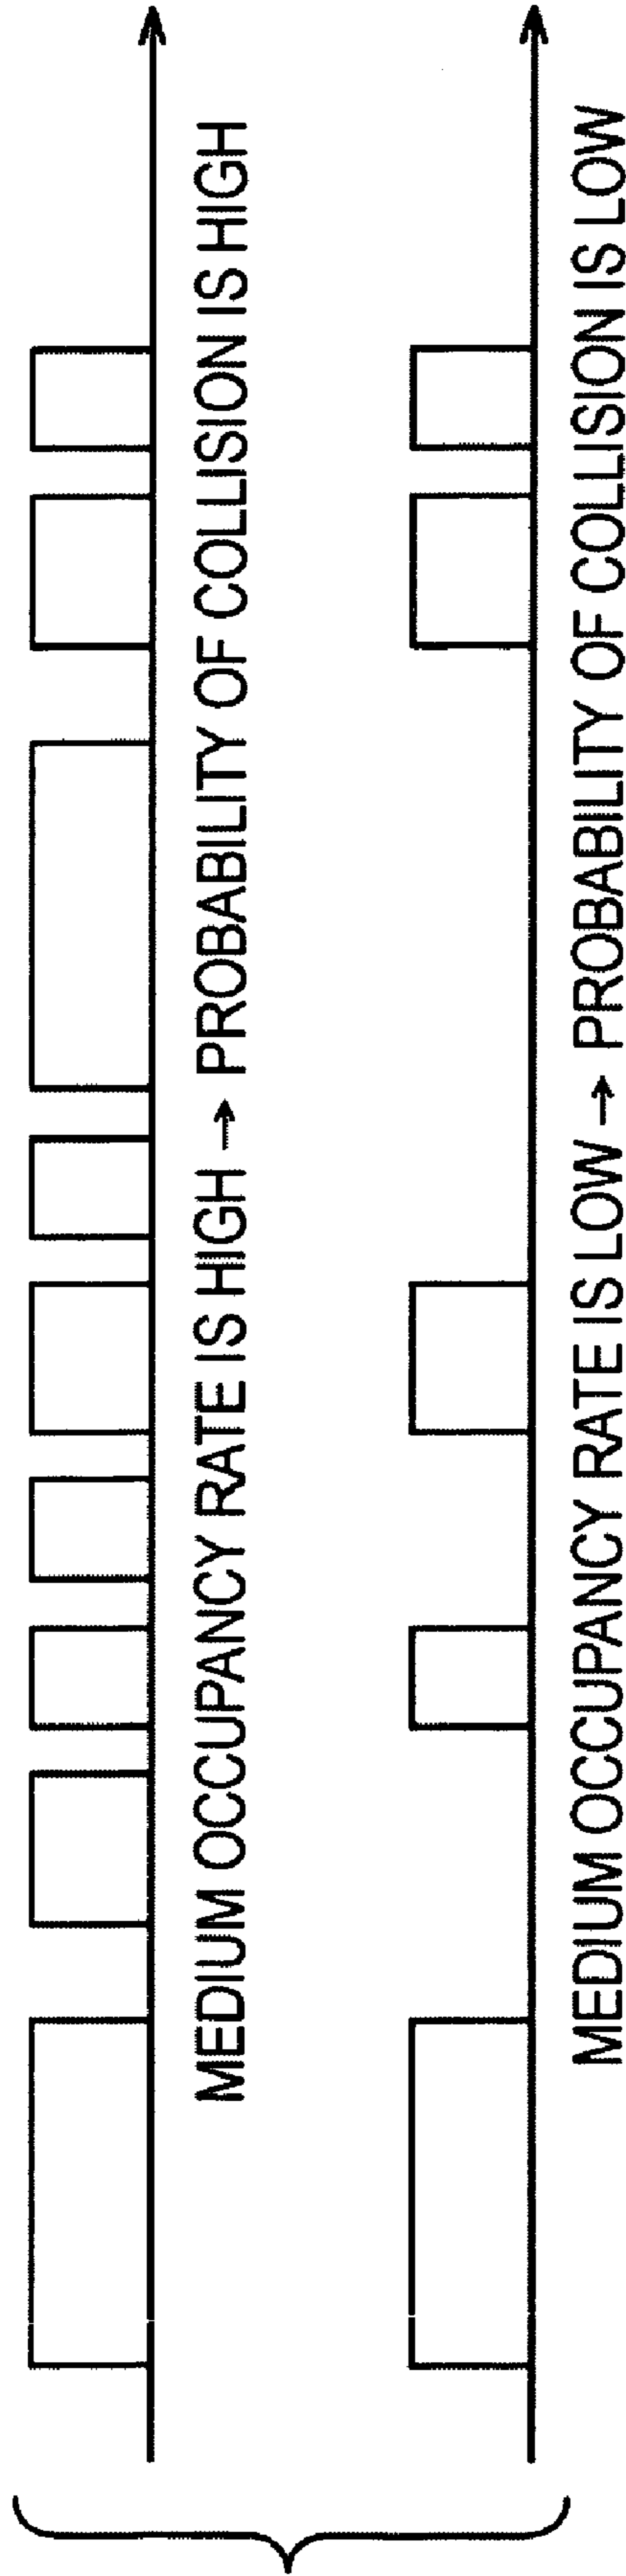 MEDIUM OCCUPANCY RATE IS HIGH → PROBABILITY OF COLLISION IS HIGH
MEDIUM OCCUPANCY RATE IS LOW → PROBABILITY OF COLLISION IS LOW